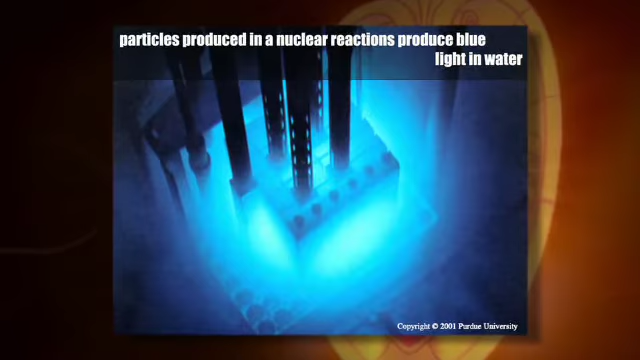 particles produced in a nuclear reactions produce blue
light in water
Copyright © 2001 Purdue University